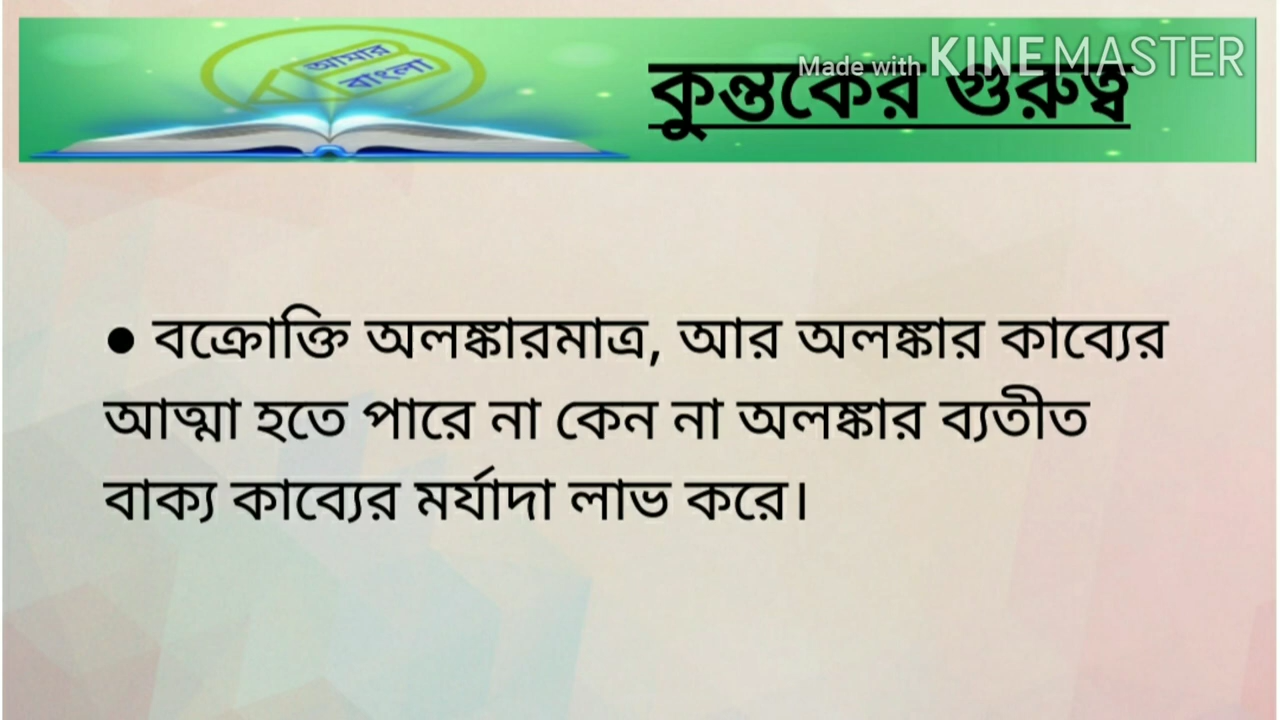 আমার
বাংলা
Made with KINEMASTER
কুন্তকের গুরুত্ব
● বক্রোক্তি অলঙ্কারমাত্র, আর অলঙ্কার কাব্যের
আত্মা হতে পারে না কেন না অলঙ্কার ব্যতীত
বাক্য কাব্যের মর্যাদা লাভ করে।